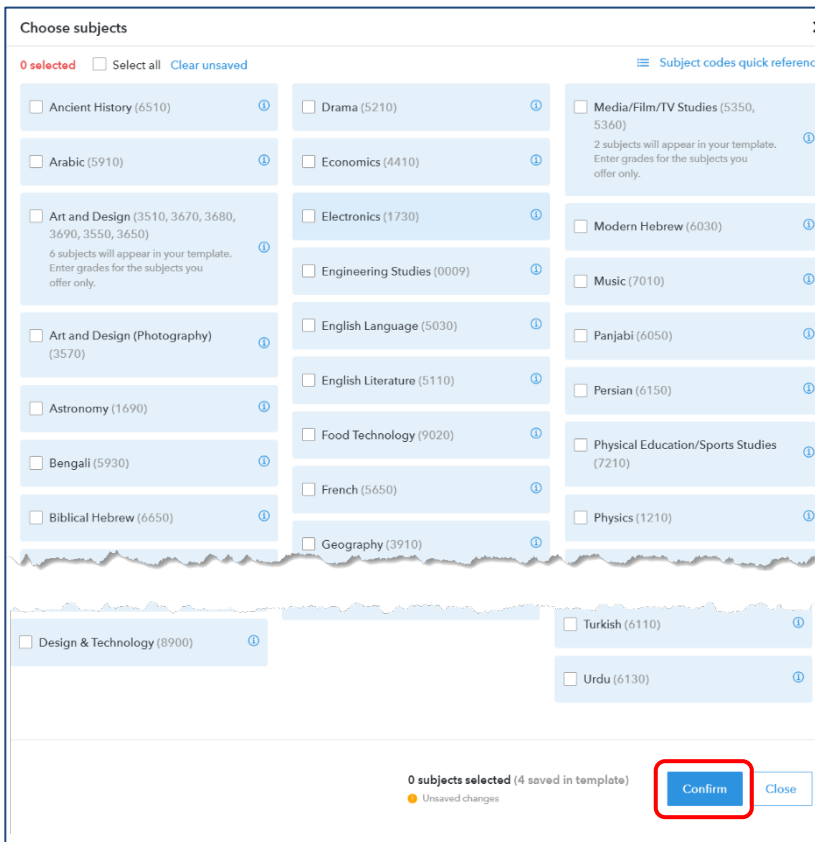 Choose subjects
0 selected Select all Clear unsaved
Subject codes quick referenc
Ancient History (6510)
Arabic (5910)
Art and Design (3510, 3670, 3680,
3690, 3550, 3650)
6 subjects will appear in your template.
Enter grades for the subjects you
offer only.
Art and Design (Photography)
(3570)
Astronomy (1690)
Bengali (5930)
Biblical Hebrew (6650)
Drama (5210)
Economics (4410)
Electronics (1730)
Engineering Studies (0009)
English Language (5030)
English Literature (5110)
Food Technology (9020)
French (5650)
Geography (3910)
Media/Film/TV Studies (5350,
5360)
2 subjects will appear in your template.
Enter grades for the subjects you
offer only.
Modern Hebrew (6030)
Music (7010)
Panjabi (6050)
Persian (6150)
Physical Education/Sports Studies
(7210)
Physics (1210)
Design & Technology (8900)
Turkish (6110)
Urdu (6130)
0 subjects selected (4 saved in template)
Unsaved changes
Confirm
Close